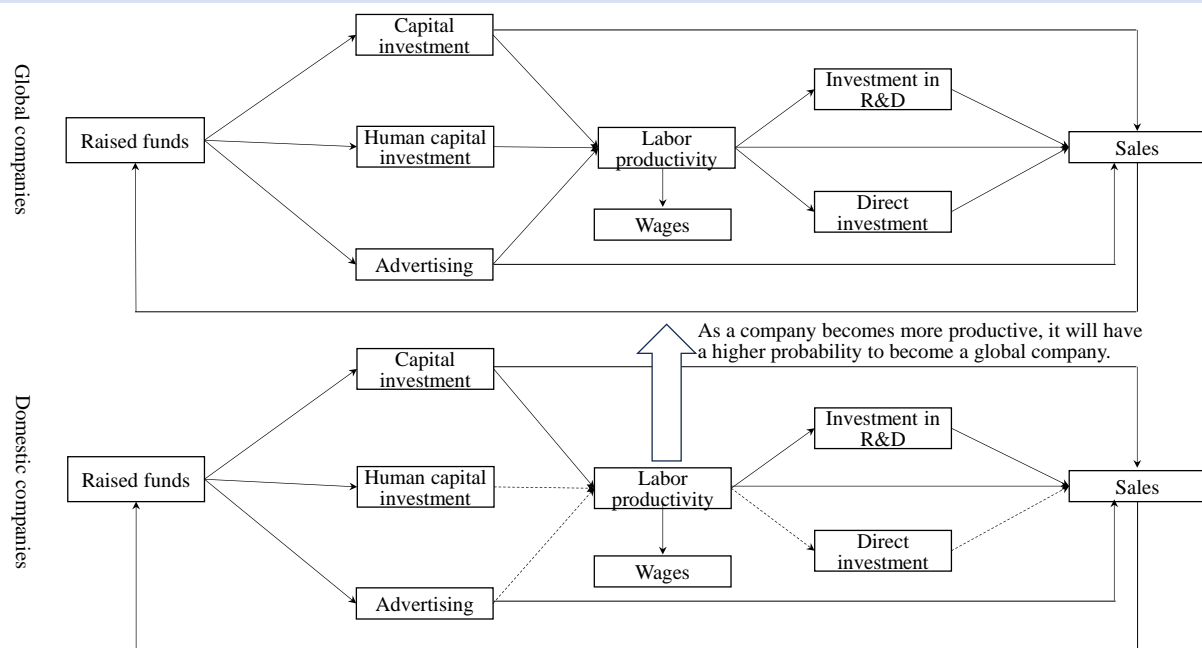 Global companies
Capital
investment
Investment in
R&D
Raised funds
Human capital
investment
Labor
productivity
Sales
Direct
investment
Wages
Advertising
As a company becomes more productive, it will have
a higher probability to become a global company.
Domestic companies
Capital
investment
Investment in
R&D
Raised funds
Human capital
investment
Labor
productivity
Sales
Direct
investment
Wages
Advertising